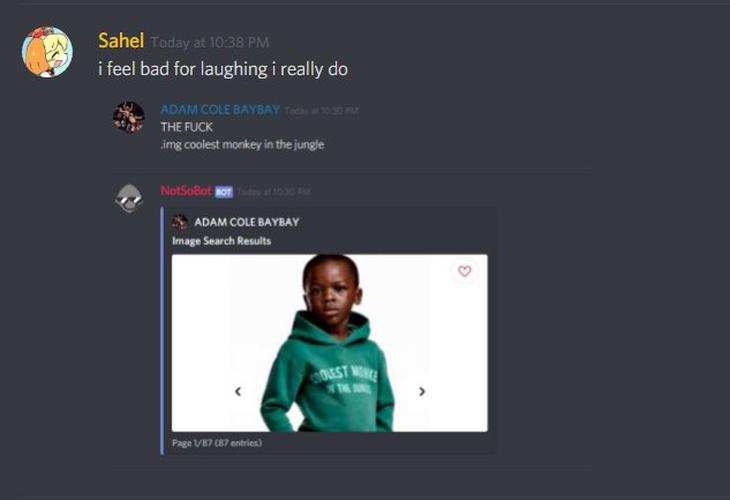 Sahel Today at 10:38 PM
i feel bad for laughing i really do
ADAM COLE BAYBAY Today at 10:30 PM
THE FUCK
.img coolest monkey in the jungle
NotSoBot BOT Today at 10:30 PM
ADAM COLE BAYBAY
Image Search Results
COOLEST MONKEY
IN THE JUNGLE
Page 1/87 (87 entries)